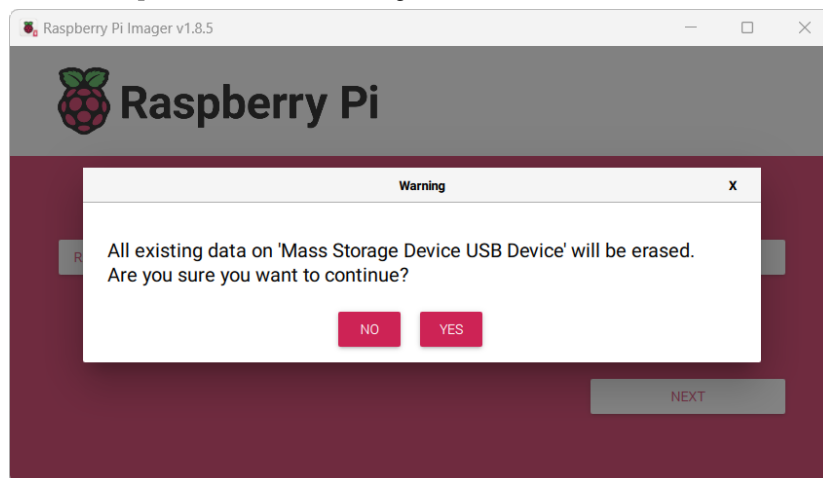 Raspberry Pi Imager v1.8.5
Raspberry Pi
Warning
X
R
All existing data on 'Mass Storage Device USB Device' will be erased.
Are you sure you want to continue?
NO
YES
NEXT